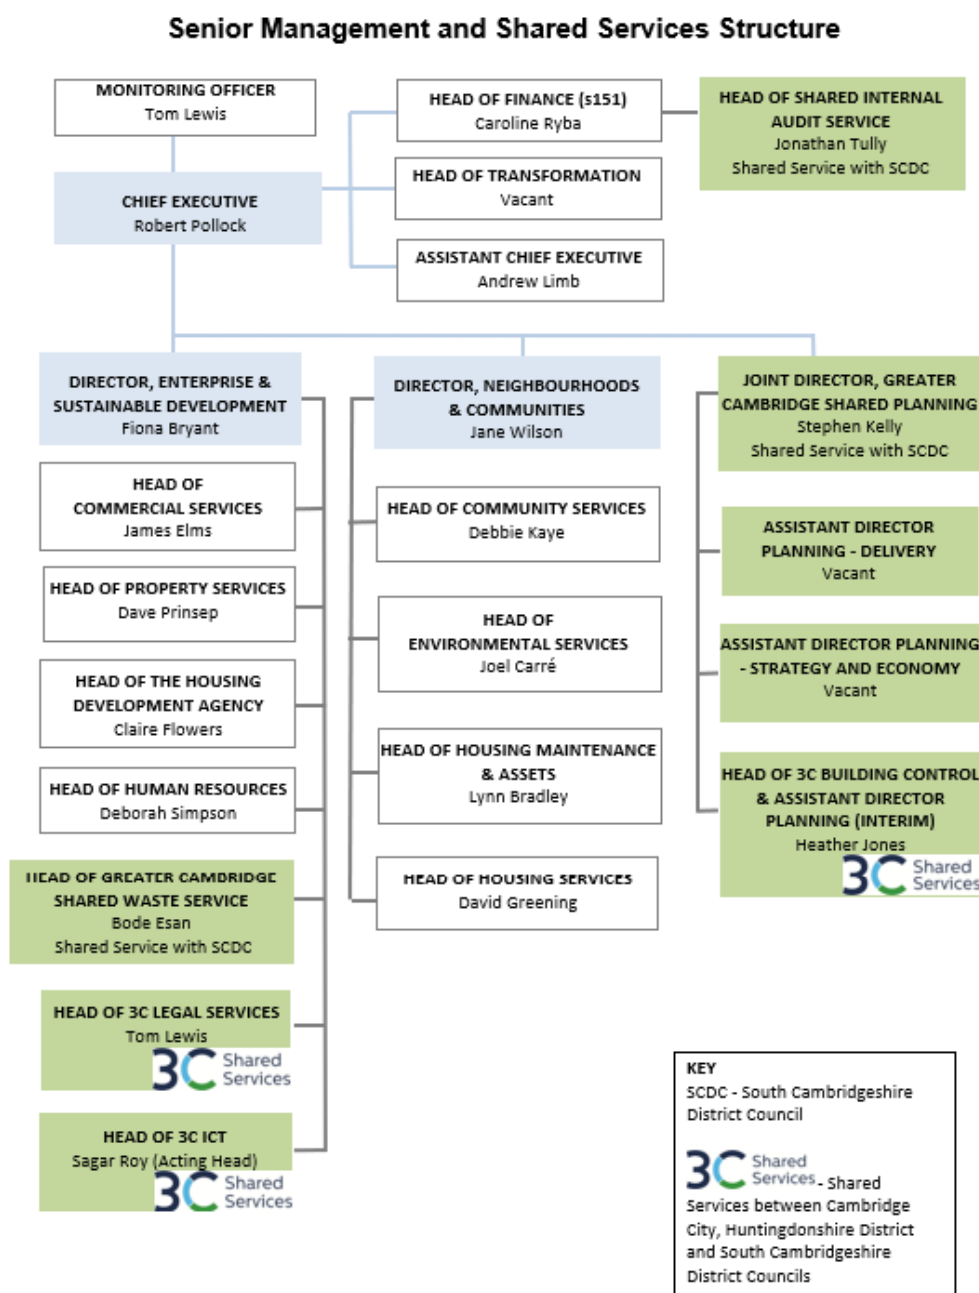 Senior Management and Shared Services Structure
MONITORING OFFICER
Tom Lewis
HEAD OF FINANCE (s151)
Caroline Ryba
HEAD OF SHARED INTERNAL
AUDIT SERVICE
Jonathan Tully
Shared Service with SCDC
CHIEF EXECUTIVE
Robert Pollock
HEAD OF TRANSFORMATION
Vacant
ASSISTANT CHIEF EXECUTIVE
Andrew Limb
DIRECTOR, ENTERPRISE &
SUSTAINABLE DEVELOPMENT
Fiona Bryant
HEAD OF
COMMERCIAL SERVICES
James Elms
HEAD OF PROPERTY SERVICES
Dave Prinsep
HEAD OF THE HOUSING
DEVELOPMENT AGENCY
Claire Flowers
HEAD OF HUMAN RESOURCES
Deborah Simpson
HEAD OF GREATER CAMBRIDGE
SHARED WASTE SERVICE
Bode Esan
Shared Service with SCDC
HEAD OF 3C LEGAL SERVICES
Tom Lewis
3C Shared
Services
HEAD OF 3C ICT
Sagar Roy (Acting Head)
3C Shared
Services
DIRECTOR, NEIGHBOURHOODS
& COMMUNITIES
Jane Wilson
HEAD OF COMMUNITY SERVICES
Debbie Kaye
HEAD OF
ENVIRONMENTAL SERVICES
Joel Carré
HEAD OF HOUSING MAINTENANCE
& ASSETS
Lynn Bradley
HEAD OF HOUSING SERVICES
David Greening
JOINT DIRECTOR, GREATER
CAMBRIDGE SHARED PLANNING
Stephen Kelly
Shared Service with SCDC
ASSISTANT DIRECTOR
PLANNING - DELIVERY
Vacant
ASSISTANT DIRECTOR PLANNING
- STRATEGY AND ECONOMY
Vacant
HEAD OF 3C BUILDING CONTROL
& ASSISTANT DIRECTOR
PLANNING (INTERIM)
Heather Jones
3C Shared
Services
KEY
SCDC - South Cambridgeshire
District Council
3C Shared
Services - Shared
Services between Cambridge
City, Huntingdonshire District
and South Cambridgeshire
District Councils